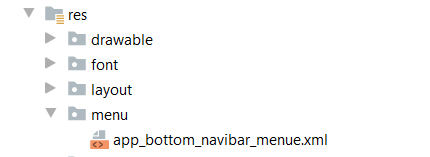 res
drawable
font
layout
menu
app_bottom_navibar_menue.xml